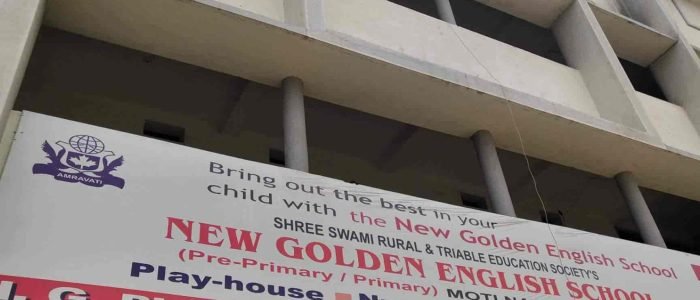 AMRAVATI
Bring out the best in your
child with the New Golden English School
SHREE SWAMI RURAL & TRIABLE EDUCATION SOCIETY'S
NEW GOLDEN ENGLISH SCHOOL
(Pre-Primary / Primary) MOTI
Play-house